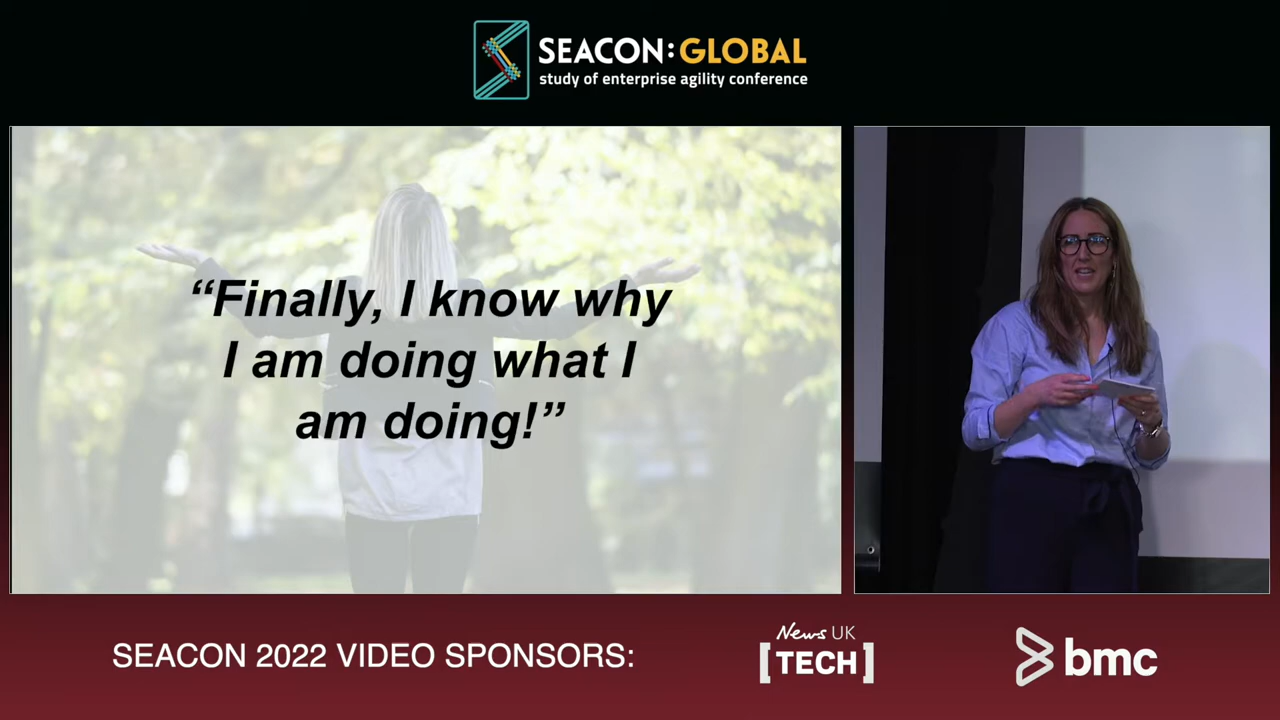 SEACON:GLOBAL
study of enterprise agility conference
“Finally, I know why
I am doing what I
am doing!”
SEACON 2022 VIDEO SPONSORS:
News UK
[TECH]
bmc